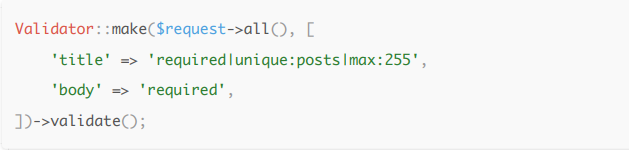 Validator::make($request->all(), [
    'title' => 'required|unique:posts|max:255',
    'body' => 'required',
])->validate();